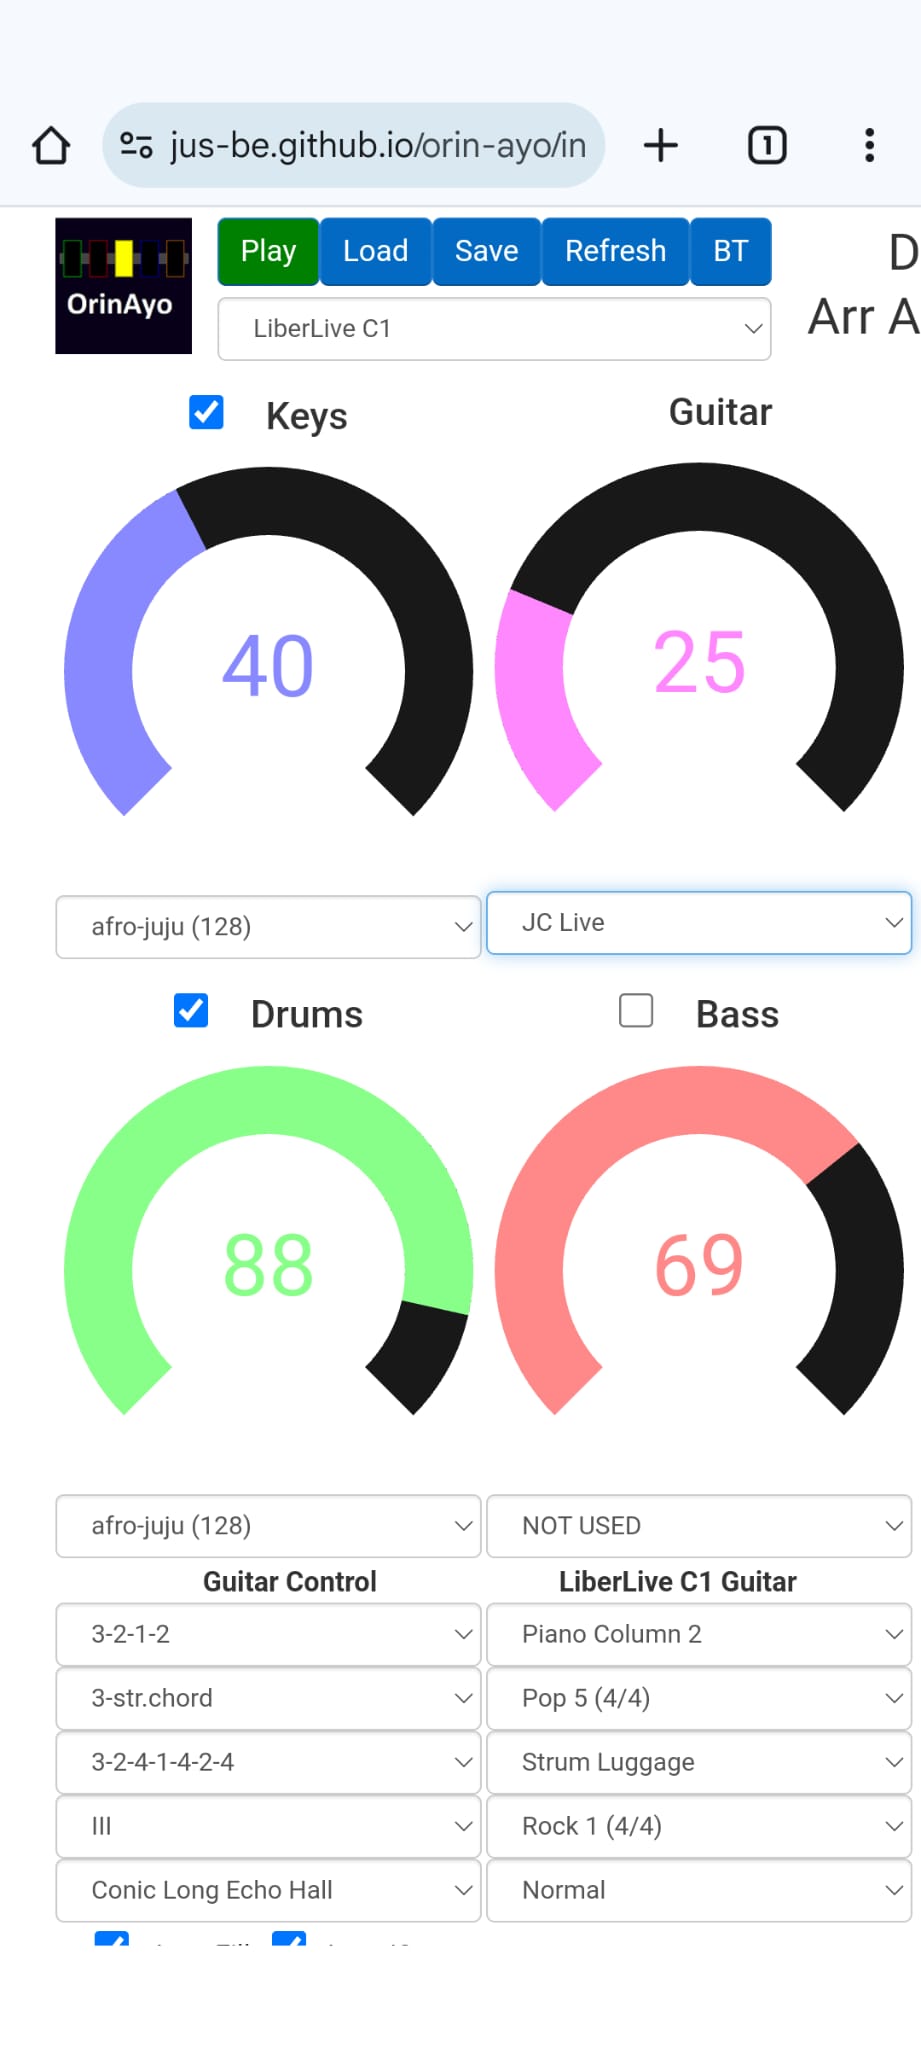 1
jus-be.github.io/orin-ayo/in
OrinAyo
Play Load Save Refresh BT
LiberLive C1
D
Arr A
Keys
Guitar
40
25
afro-juju (128)
JC Live
Drums
Bass
88
69
afro-juju (128)
NOT USED
Guitar Control
LiberLive C1 Guitar
3-2-1-2
Piano Column 2
3-str.chord
Pop 5 (4/4)
3-2-4-1-4-2-4
Strum Luggage
III
Rock 1 (4/4)
Conic Long Echo Hall
Normal